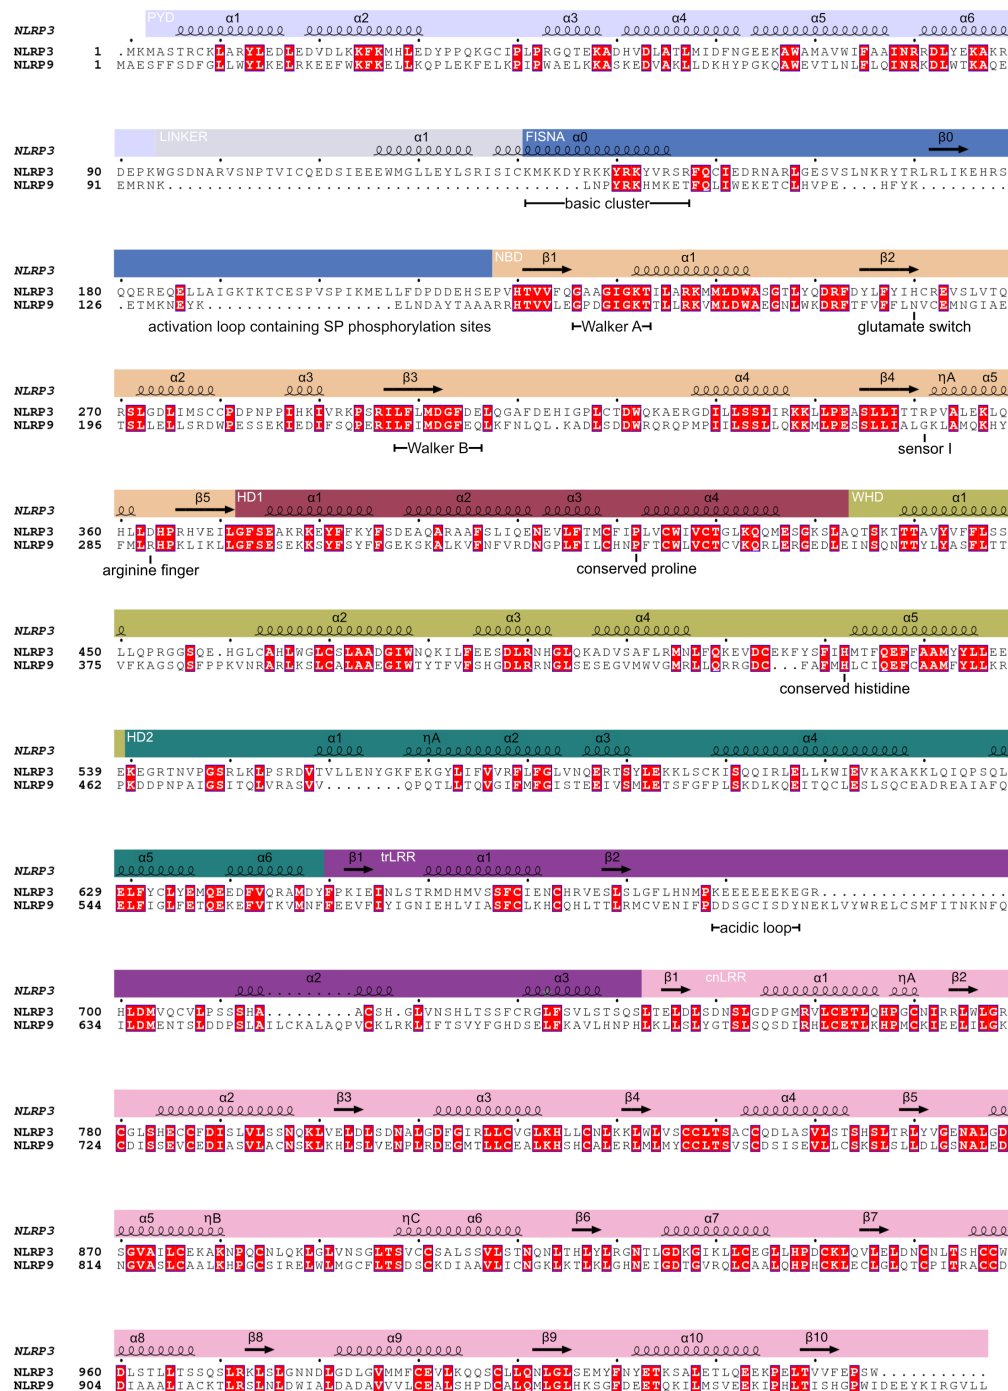 PYD α1 α2 α3 α4 α5 α6
NLRP3
NLRP3 1 .MKMASTRCKLARYLEDLEDVDLKKFKMHLEDYPPQKGCIPLPRGQTEKADHVDLATLMIDFNGEEKAWAMAVWIFAAINRRDLYEKAKR
NLRP9 1 MAESFFSDFGLLWYLKELRKEEFWKFKELLKQPLEKFELKPIPWAELKKASKEDVAKLLDKHYPGKQAWEVTLNLFLQINRKDLWTKAQE
LINKER α1 FISNA α0 β0
NLRP3
NLRP3 90 DEPKWGSDNARVSNPTVICQEDSIEEEWMGLLEYLSRISICKMKKDYRKKYRKYVRSRFQCIEDRNARLGESVSLNKRYTRLRLIKEHRS
NLRP9 91 EMRNK..........................................LNPYRKHMKETFQLIWEKETCLHVPE....HFYK........
basic cluster
NBD β1 α1 β2
NLRP3
NLRP3 180 QQEREQELLAIGKTKTCESPVSPIKMELLFDPDDEHSEPVHTVVFQGAAGIGKTILARKMMLDWASGTLYQDRFDYLFYIHCREVSLVTQ
NLRP9 126 .ETMKNEYK...................ELNDAYTAAARRHTVVLEGPDGIGKTTLLRKVMLDWAEGNLWKDRFTFVFFLNVCEMNGIAE
activation loop containing SP phosphorylation sites Walker A glutamate switch
α2 α3 β3 α4 β4 ηA α5
NLRP3
NLRP3 270 RSLGDLIMSCCPDPNPPIHKIVRKPSRILFLMDGFDELQGAFDEHIGPLCTDWQKAERGDILLSSLIRKKLLPEASLLITTRPVALEKLQ
NLRP9 196 TSLLELLSRDWPESSEKIEDIFSQPERILFIMDGFEQLKFNLQL.KADLSDDWRQRQPMPIILSSLLQKKMLPESSLLIALGKLAMQKHY
Walker B sensor I
β5 HD1 α1 α2 α3 α4 WHD α1
NLRP3
NLRP3 360 HLLDHPRHVEILGFSEAKRKEYFFKYFSDEAQARAAFSLIQENEVLFTMCFIPLVCWIVCTGLKQQMESGKSLAQTSKTTTAVYVFFLSS
NLRP9 285 FMLRHPKLIKLLGFSESEKKSYFSYFFGEKSKALKVFNFVRDNGPLFILCHNPFTCWLVCTCVKQRLERGEDLEINSQNTTYLYASFLTT
arginine finger conserved proline
α2 α3 α4 α5
NLRP3
NLRP3 450 LLQPRGGSQE.HGLCAHLWGLCSLAADGIWNQKILFEESDLRNHGLQKADVSAFLRMNLFQKEVDCEKFYSFIHMTFQEFFAAMYYLLEE
NLRP9 375 VFKAGSQSFPPKVNRARLKSLCALAAEGIWTYTFVFSHGDLRRNGLSESEGVMWVGMRLLQRRGDC..FAFMHLCIQEFCAAMFYLLKR
conserved histidine
HD2 α1 ηA α2 α3 α4
NLRP3
NLRP3 539 EKEGRTNVPGSRLKLPSRDVTVLLENYGKFEKGYLIFVVRFLFGLVNQERTSYLEKKLSCKISQQIRLELLKWIEVKAKAKKLQIQPSQL
NLRP9 462 PKDDPNPAIGSITQLVRASVV........QPQTLLTQVGIFMFGISTEEIVSMLETSFGFPLSKDLKQEITQCLESLSQCEADREAIAFQ
α5 α6 β1 trLRR α1 β2
NLRP3
NLRP3 629 ELFYCLYEMQEEDFVQRAMDYFPKIEINLSTRMDHMVSSFCIENCHRVESLSLGFLHNMPKEEEEEEKEGR...................
NLRP9 544 ELFIGLFETQEKEFVTKVMNFFEEVFIYIGNIEHLVIASFCLKHCQHLTTLRMCVENIFPDDSGCISDYNEKLVYWRELCSMFITNKNFQ
acidic loop
α2 α3 β1 cnLRR α1 ηA β2
NLRP3
NLRP3 700 HLDMVQCVLPSSSHA.........ACSH.GLVNSHLTSSFCRGLFSVLSTSQSLTELDLSDNSLGDPGMRVLCETLQHPGCNIRRLWLGR
NLRP9 634 ILDMENTSLDDPSLAILCKALAQPVCKLRKLIFTSVYFGHDSELFKAVLHNPHLKLLSLYGTSLSQSDIRHLCETLKHPMCKIEELILGK
α2 β3 α3 β4 α4 β5
NLRP3
NLRP3 780 CGLSHECCFDISLVLSSNQKLVELDLSDNALGDFGIRLLCVGLKHLLCNLKKLWLVSCCLTSACCQDLASVLSTSHSLTRLYVGENALGD
NLRP9 724 CDISSEVCEDIASVLACNSKLKHLSLVENPLRDEGMTLLCEALKHSHCALERLMLMYCCLTSVSCDSISEVLLCSKSLSLLDLGSNALED
α5 ηB ηC α6 β6 α7 β7
NLRP3
NLRP3 870 SGVAILCEKAKNPQCNLQKLGLVNSGLTSVCCSALSSVLSTNQNLTHLYLRGNTLGDKGIKLLCEGLLHPDCKLQVLELDNCNLTSHCCW
NLRP9 814 NGVASLCAALKHPGCSIRELWLMGCFLTSDSCKDIAAVLICNGKLKTLKLGHNEIGDTGVRQLCAALQHPHCKLECLGLQTCPITRACCD
α8 β8 α9 β9 α10 β10
NLRP3
NLRP3 960 DLSTLLTSSQSLRKLSLGNNDLGDLGVMMFCEVLKQQSCLLQNLGLSEMYFNYETKSALETLQEEKPELTVVFEPSW...........
NLRP9 904 DIAAALIACKTLRSLNLDWIALDADAVVVLCEALSHPDCALQMLGLHKSGFDEETQKILMSVEEKIPHLTISHGPWIDEEYKIRGVLL